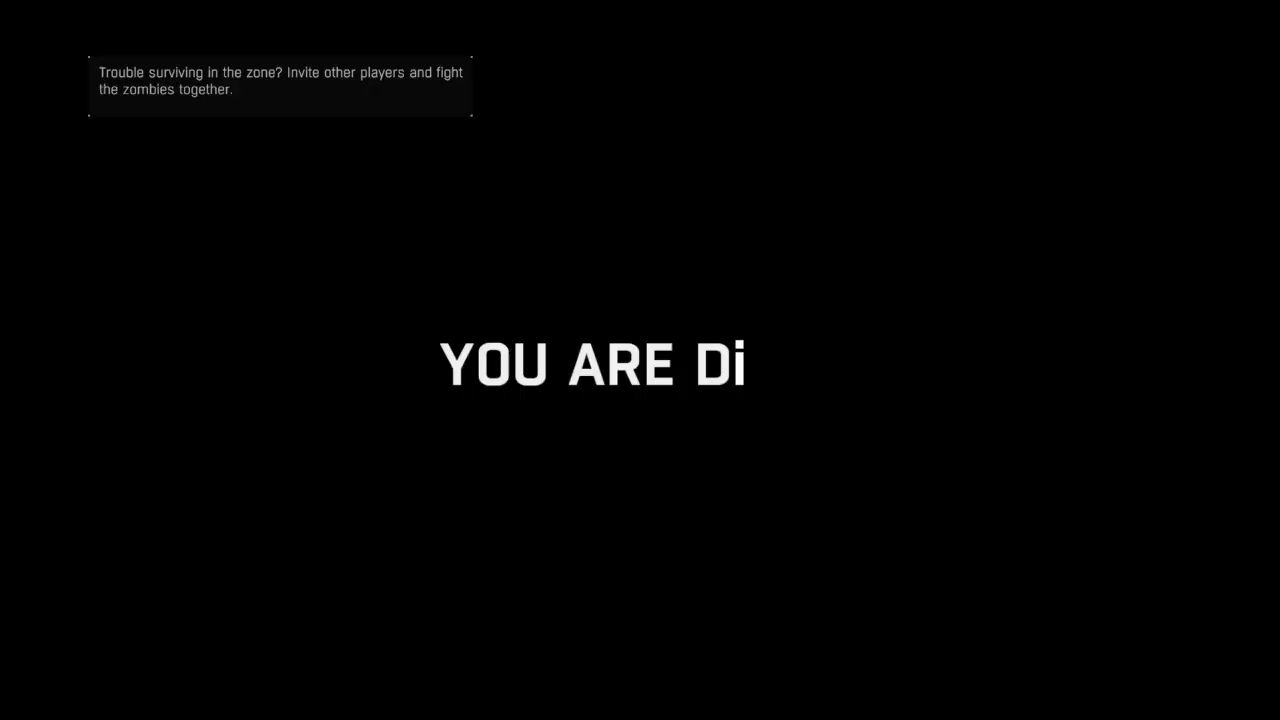 Trouble surviving in the zone? Invite other players and fight
the zombies together.
YOU ARE Di